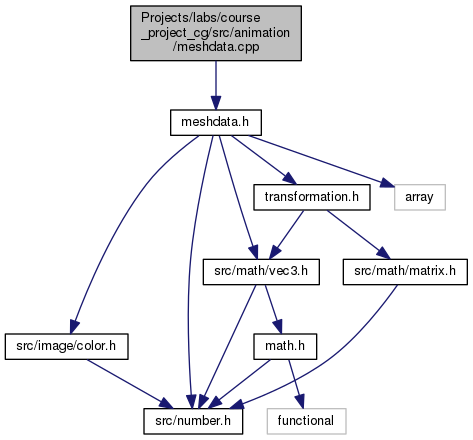 Projects/labs/course
_project_cg/src/animation
/meshdata.cpp
meshdata.h
transformation.h
array
src/math/vec3.h
src/math/matrix.h
src/image/color.h
math.h
src/number.h
functional